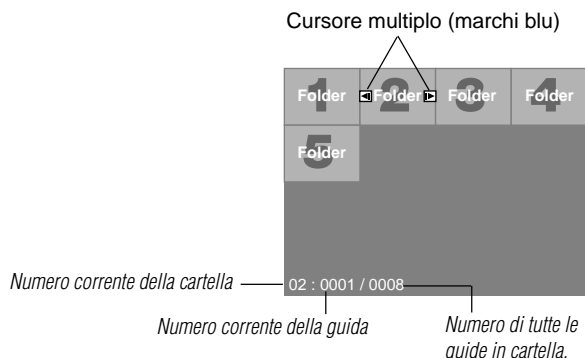 Cursore multiplo (marchi blu)
1 Folder 2 Folder 3 Folder 4 Folder
5 Folder
Numero corrente della cartella 02 : 0001 / 0008
Numero corrente della guida
Numero di tutte le
guide in cartella.